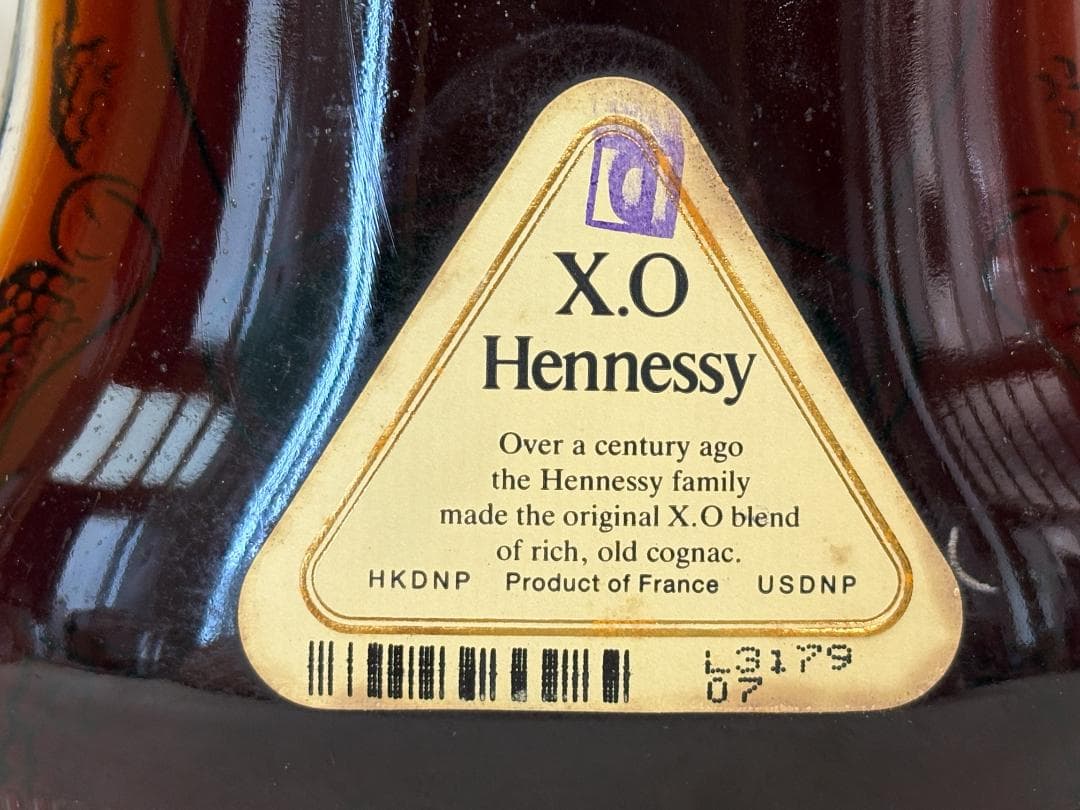 X.O
Hennessy
Over a century ago
the Hennessy family
made the original X.O blend
of rich, old cognac.
HKDNP Product of France USDNP
L3179
07